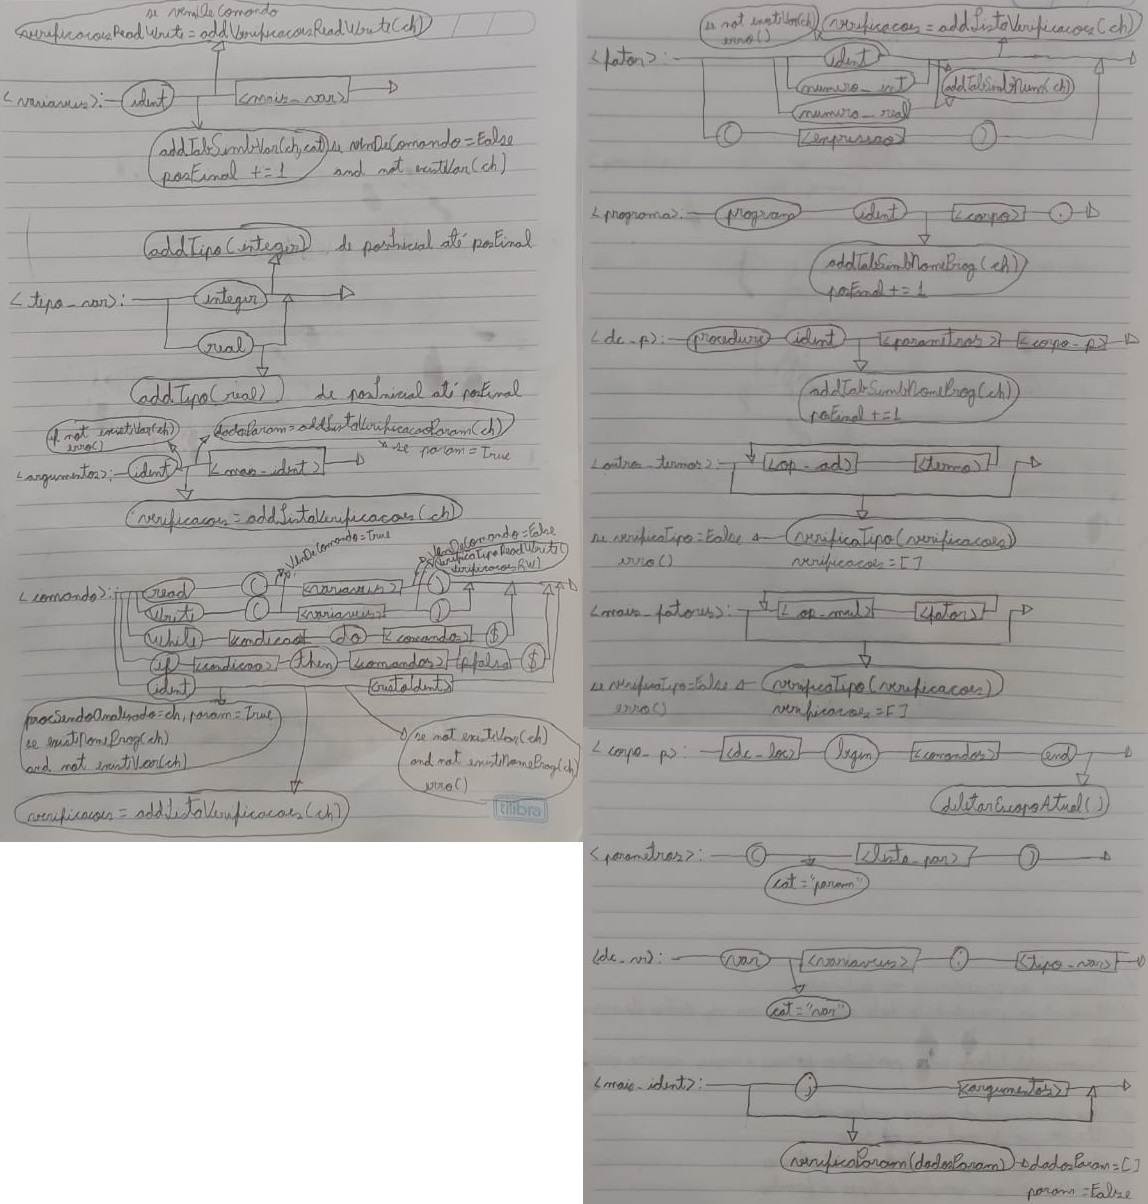 se vemDeComando
verificacoesReadWrite = addVerificacoesReadWrite(ch)
<variaveis>: ident <mais_var>
addTabSimbVar(ch,cat) se vemDeComando = False
posFinal += 1 and not existVar(ch)
addTipo(integer) de posInicial até posFinal
<tipo_var>: integer
real
addTipo(real) de posInicial até posFinal
if not existVar(ch)
erro()
dadosParam = addListaVerificacaoParam(ch)
* se param = True
<argumentos>: ident <mais_ident>
verificacoes = addListaVerificacoes(ch)
VemDeComando = True
VemDeComando = False
verificaTipoReadWrite(
verificacoesRW)
<comando>: read ( <variaveis> )
write ( <variaveis> )
while <condicao> do <comandos> $
if <condicao> then <comandos> <pfalsa> $
ident <restoIdent>
procSendoAnalisado = ch, param = True
se existNomeProg(ch)
and not existVar(ch)
se not existVar(ch)
and not existNomeProg(ch)
erro()
verificacoes = addListaVerificacoes(ch)
tilibra
se not existVar(ch)
erro()
verificacoes = addListaVerificacoes(ch)
<fator>: ident
numero_int addTabSimbNum(ch)
numero_real
( <expressao> )
<programa>: program ident <corpo> .
addTabSimbNomeProg(ch)
posFinal += 1
<dc_p>: procedure ident <parametros> <corpo_p>
addTabSimbNomeProg(ch)
posFinal += 1
<outros_termos>: <op_ad> <termo>
se verificaTipo = False verificaTipo(verificacoes)
erro() verificacoes = []
<mais_fatores>: <op_mul> <fator>
se verificaTipo = False verificaTipo(verificacoes)
erro() verificacoes = []
<corpo_p>: <dc_loc> begin <comandos> end
deletarEscopoAtual()
<parametros>: ( <lista_par> )
cat = "param"
<dc_v>: var <variaveis> : <tipo_var>
cat = "var"
<mais_ident>: ; <argumentos>
verificaParam(dadosParam) dadosParam = []
param = False